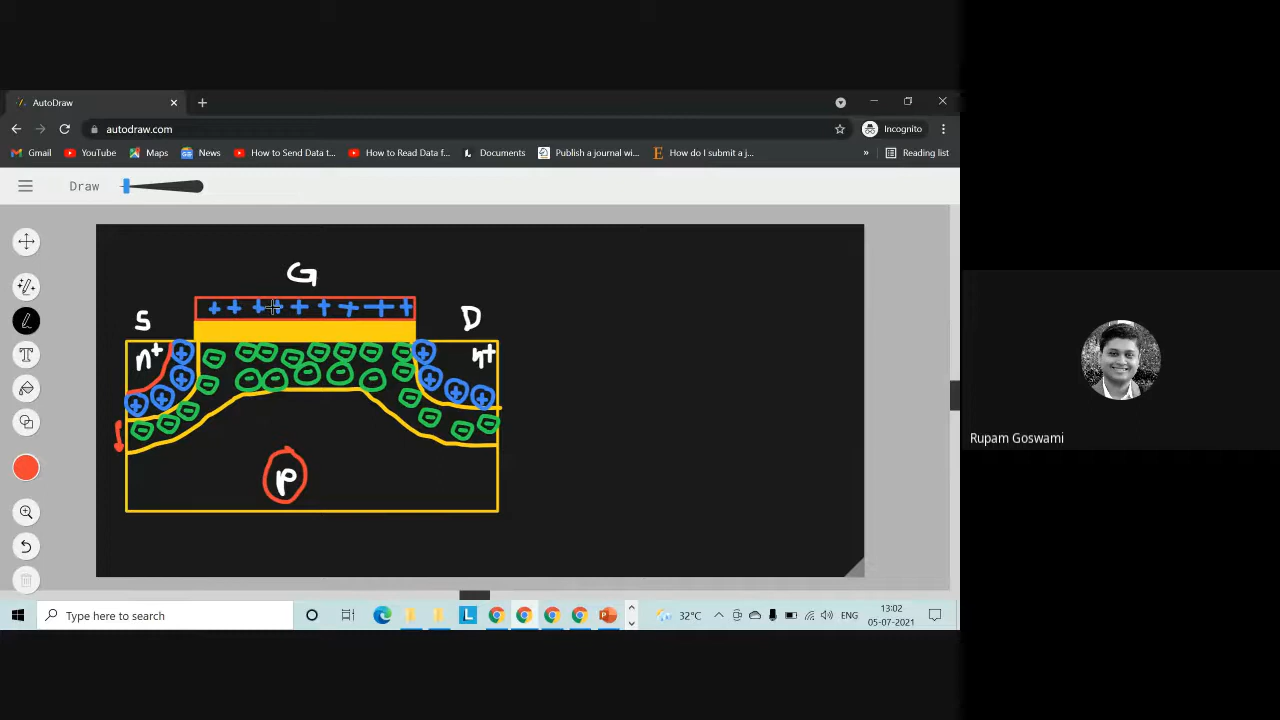 AutoDraw
autodraw.com
Incognito
Gmail
YouTube
Maps
News
How to Send Data t...
How to Read Data f...
Documents
Publish a journal wi...
How do I submit a j...
»
Reading list
Draw
G
+ + + + + + + + +
S
D
n+
n+
P
Rupam Goswami
Type here to search
32°C
ENG
13:02
05-07-2021